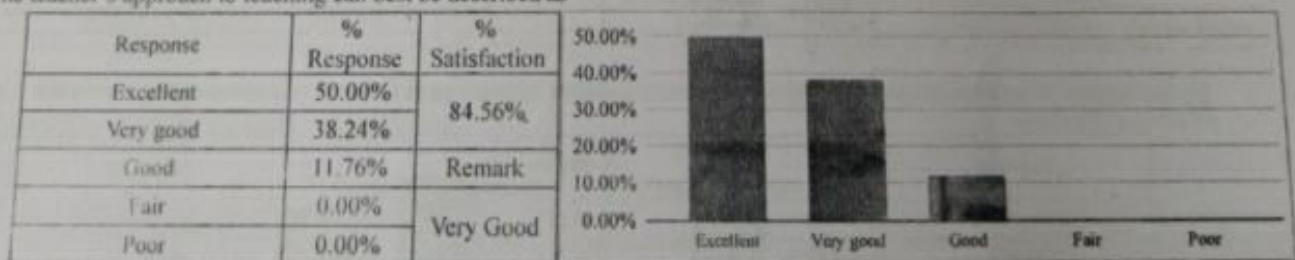 Response % Response % Satisfaction
Excellent 50.00% 84.56%
Very good 38.24%
Good 11.76% Remark
Fair 0.00% Very Good
Poor 0.00%
50.00%
40.00%
30.00%
20.00%
10.00%
0.00%
Excellent Very good Good Fair Poor